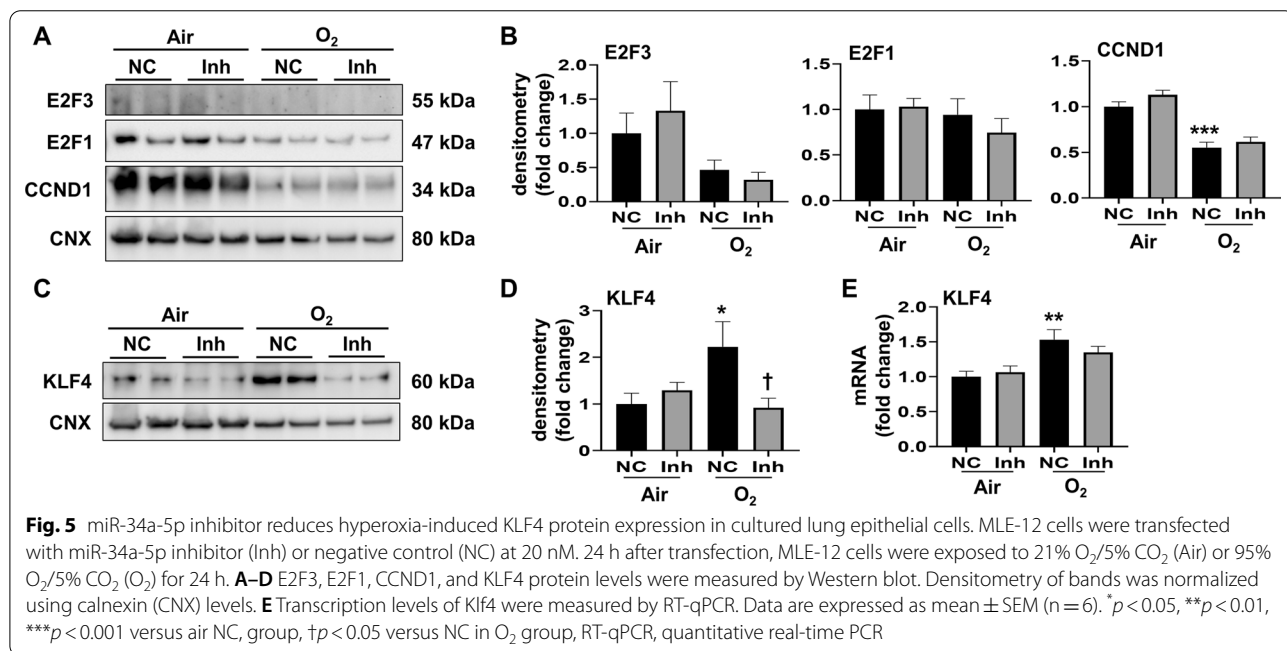 A
Air
O₂
NC
Inh
NC
Inh
E2F3
55 kDa
E2F1
47 kDa
CCND1
34 kDa
CNX
80 kDa
B
E2F3
densitometry
(fold change)
2.0
1.5
1.0
0.5
0.0
NC
Inh
NC
Inh
Air
O₂
E2F1
1.5
1.0
0.5
0.0
NC
Inh
NC
Inh
Air
O₂
CCND1
1.5
1.0
0.5
0.0
***
NC
Inh
NC
Inh
Air
O₂
C
Air
O₂
NC
Inh
NC
Inh
KLF4
60 kDa
CNX
80 kDa
D
KLF4
densitometry
(fold change)
3
2
1
0
*
†
NC
Inh
NC
Inh
Air
O₂
E
KLF4
mRNA
(fold change)
2.0
1.5
1.0
0.5
0.0
**
NC
Inh
NC
Inh
Air
O₂
Fig. 5 miR-34a-5p inhibitor reduces hyperoxia-induced KLF4 protein expression in cultured lung epithelial cells. MLE-12 cells were transfected
with miR-34a-5p inhibitor (Inh) or negative control (NC) at 20 nM. 24 h after transfection, MLE-12 cells were exposed to 21% O₂/5% CO₂ (Air) or 95%
O₂/5% CO₂ (O₂) for 24 h. A–D E2F3, E2F1, CCND1, and KLF4 protein levels were measured by Western blot. Densitometry of bands was normalized
using calnexin (CNX) levels. E Transcription levels of Klf4 were measured by RT-qPCR. Data are expressed as mean ± SEM (n = 6). *p < 0.05, **p < 0.01,
***p < 0.001 versus air NC, group, †p < 0.05 versus NC in O₂ group, RT-qPCR, quantitative real-time PCR